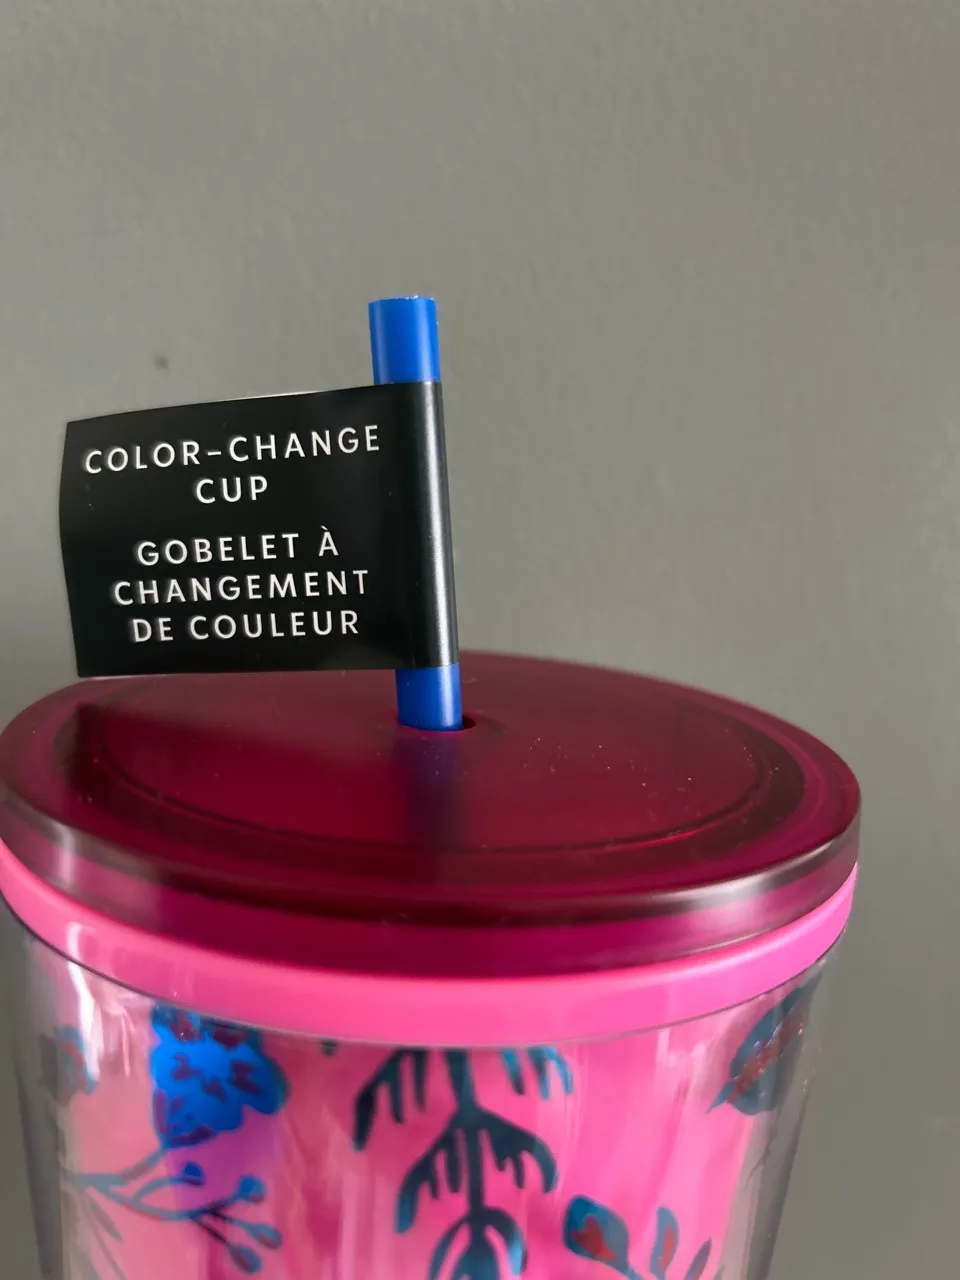 COLOR-CHANGE
CUP
GOBELET À
CHANGEMENT
DE COULEUR